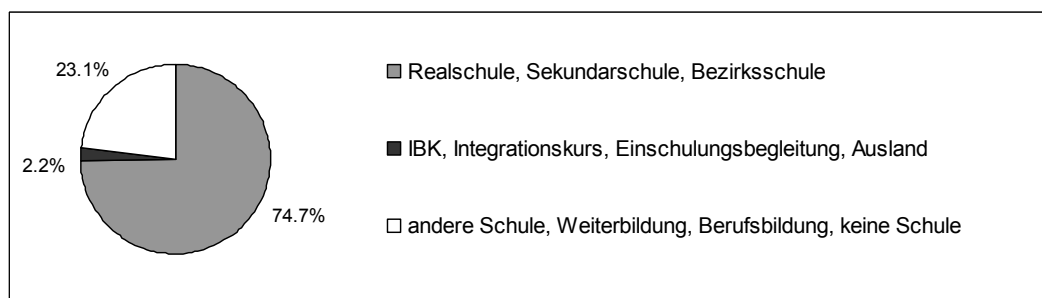 23.1%
2.2%
74.7%
Realschule, Sekundarschule, Bezirksschule
IBK, Integrationskurs, Einschulungsbegleitung, Ausland
andere Schule, Weiterbildung, Berufsbildung, keine Schule